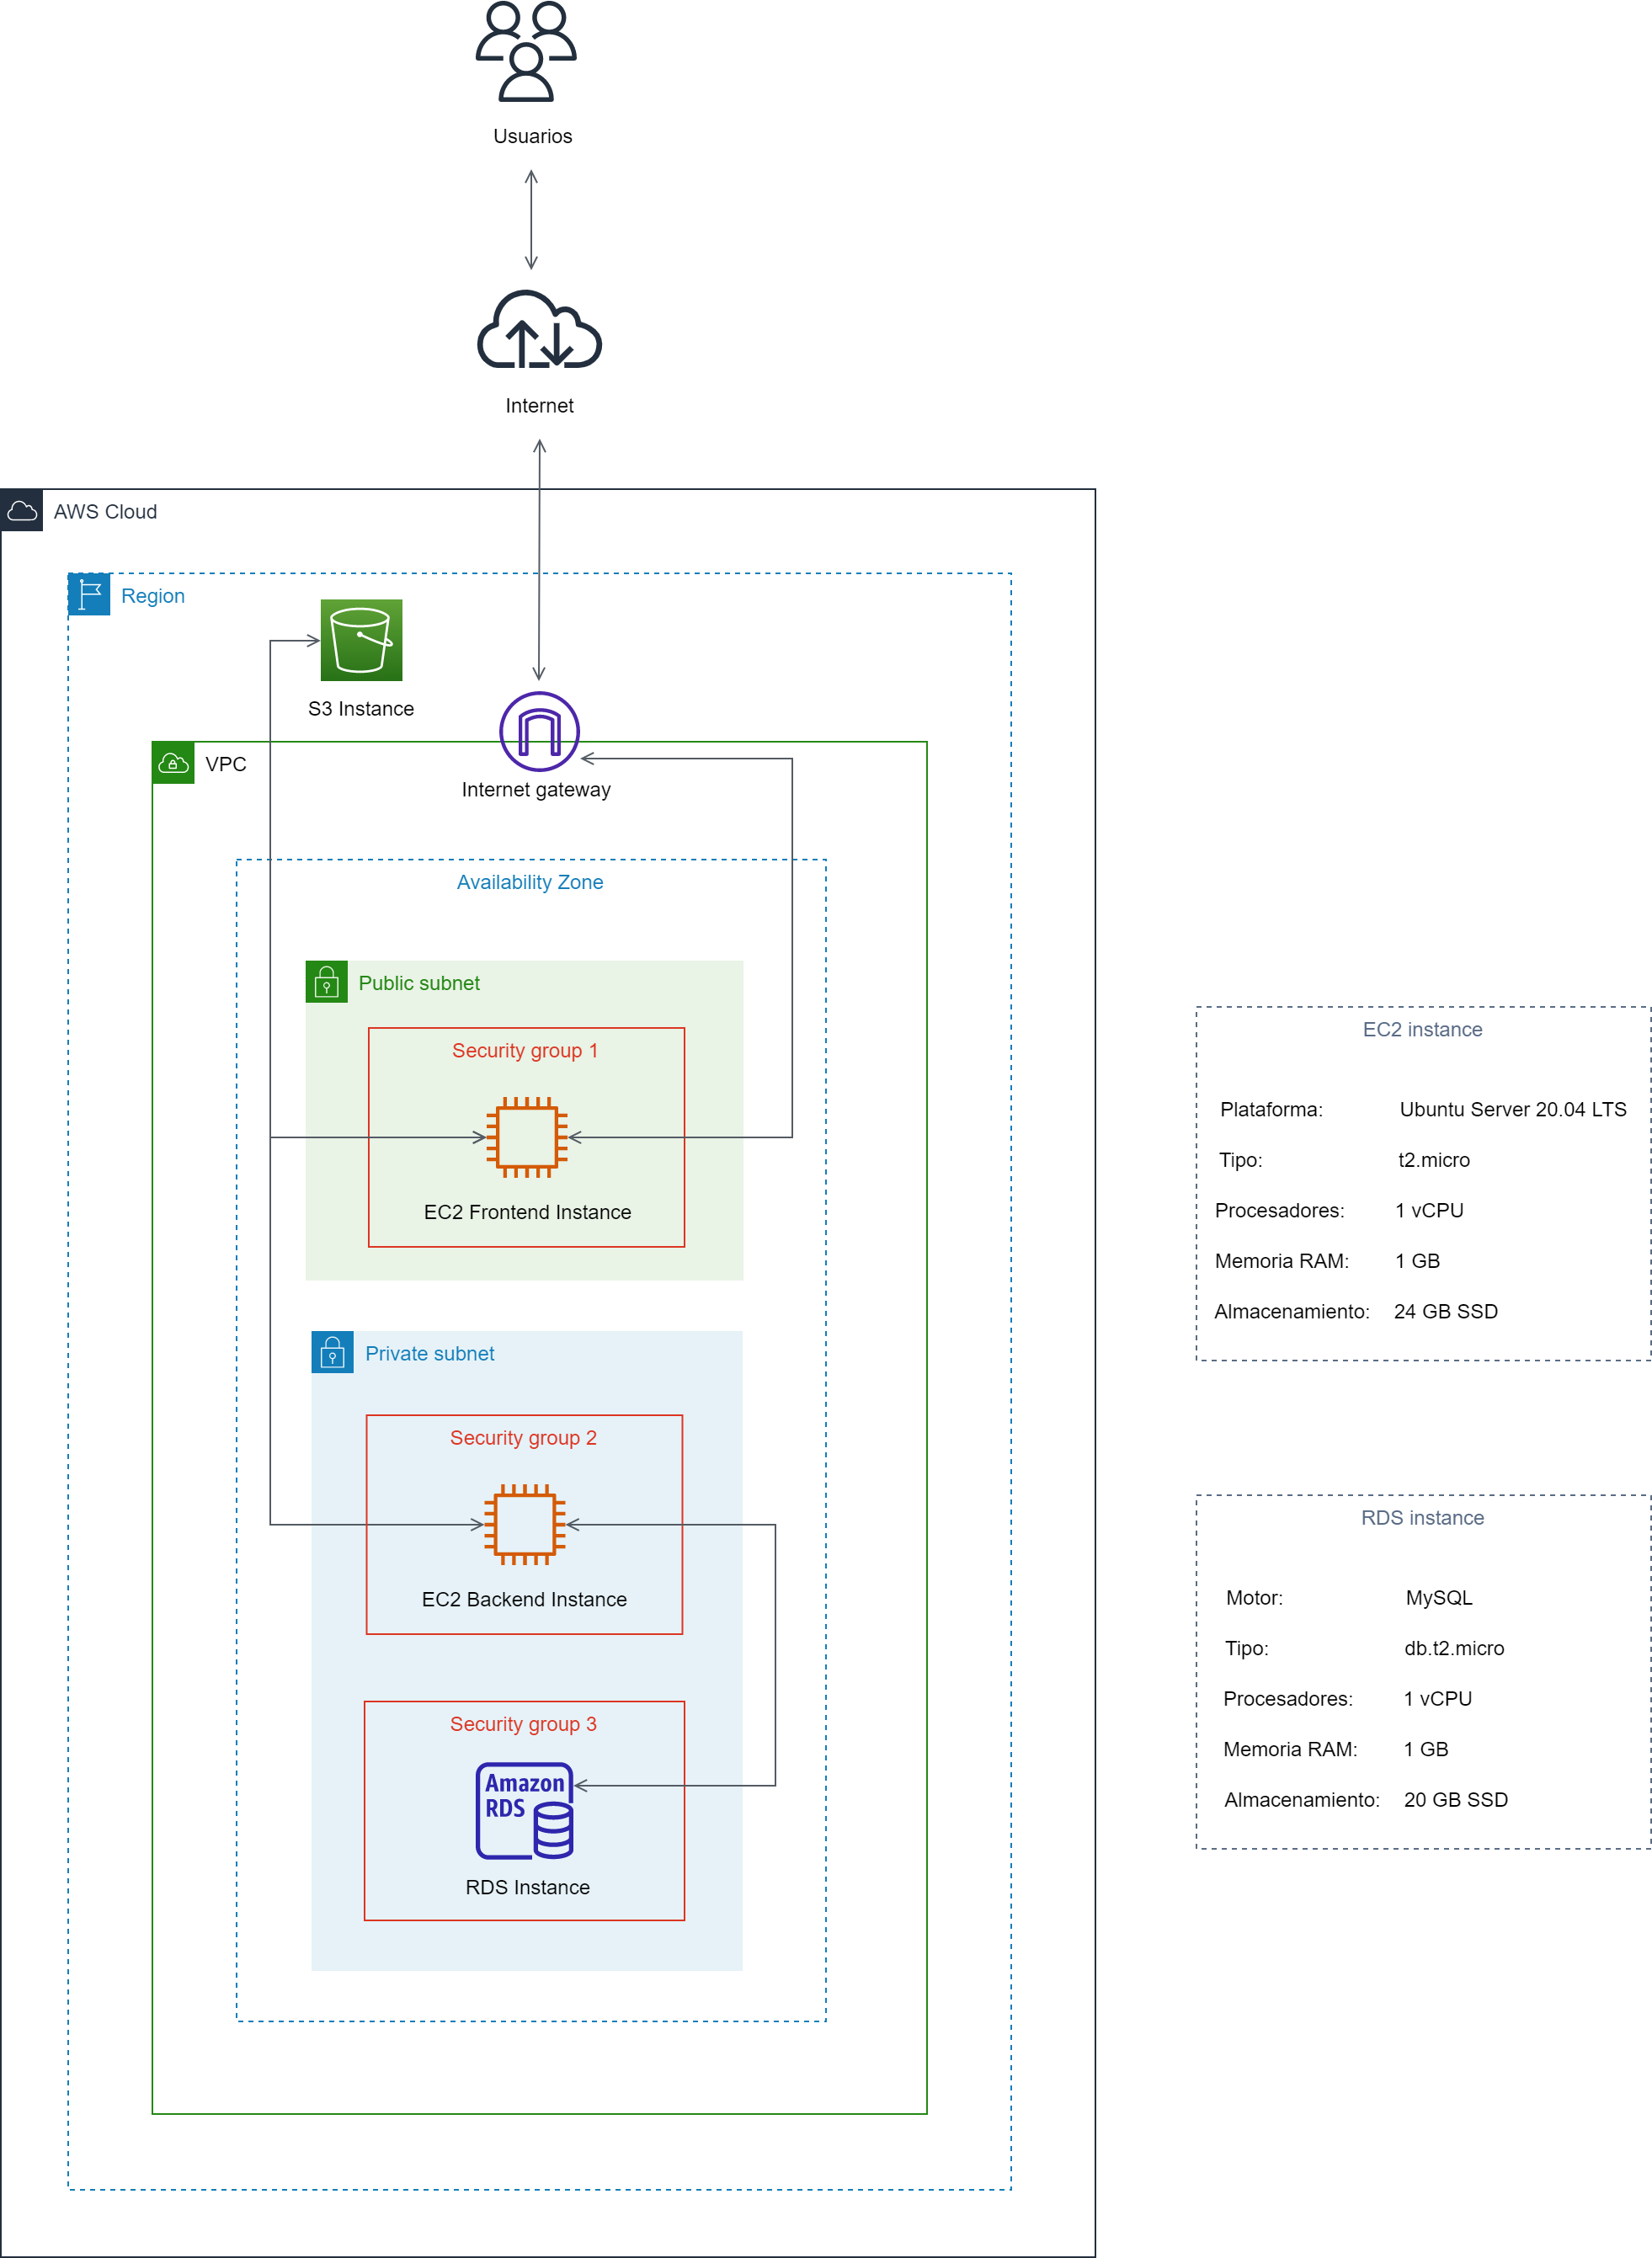 Usuarios
Internet
AWS Cloud
Region
S3 Instance
VPC
Internet gateway
Availability Zone
Public subnet
Security group 1
EC2 Frontend Instance
Private subnet
Security group 2
EC2 Backend Instance
Security group 3
Amazon
RDS
RDS Instance
EC2 instance
Plataforma: Ubuntu Server 20.04 LTS
Tipo: t2.micro
Procesadores: 1 vCPU
Memoria RAM: 1 GB
Almacenamiento: 24 GB SSD
RDS instance
Motor: MySQL
Tipo: db.t2.micro
Procesadores: 1 vCPU
Memoria RAM: 1 GB
Almacenamiento: 20 GB SSD